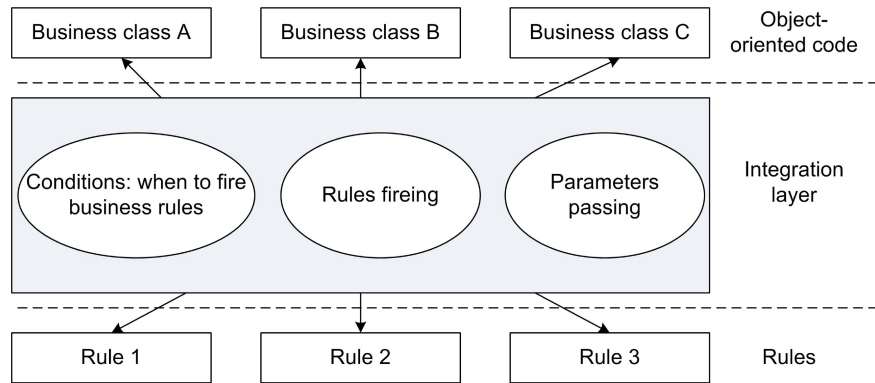 Business class A
Business class B
Business class C
Object-
oriented code
Conditions: when to fire
business rules
Rules fireing
Parameters
passing
Integration
layer
Rule 1
Rule 2
Rule 3
Rules